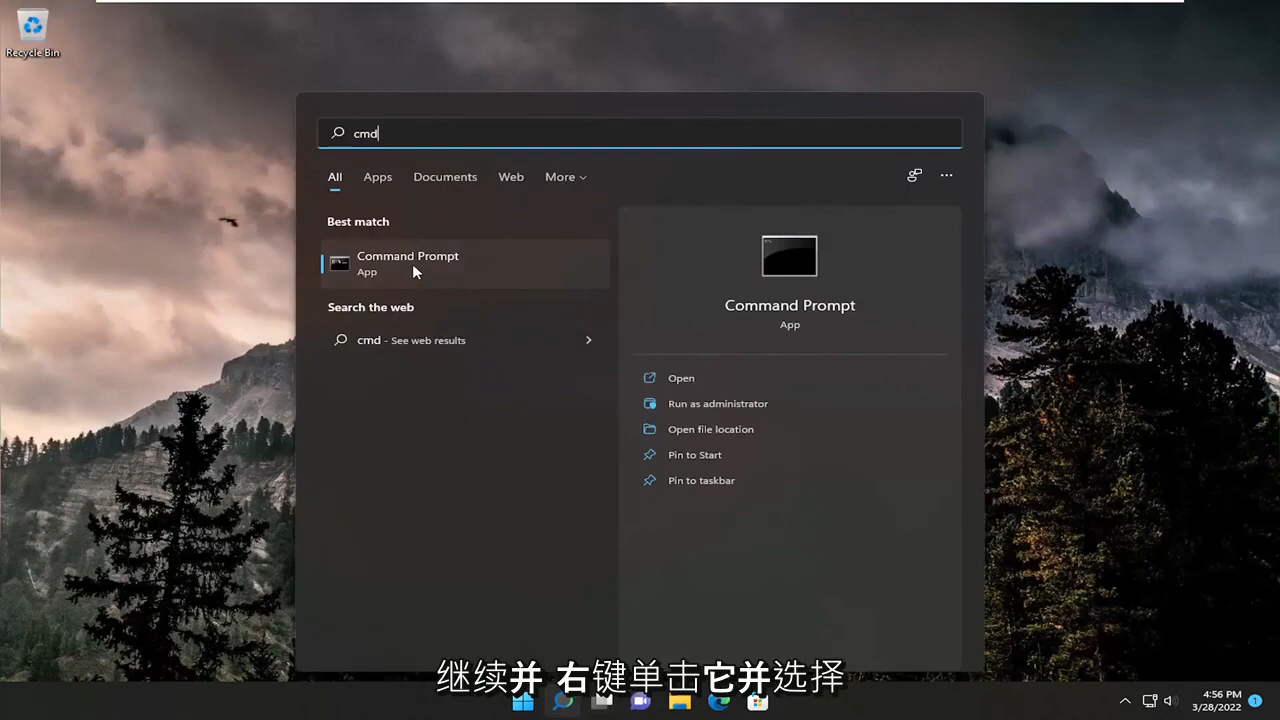 Recycle Bin
cmd
All Apps Documents Web More
Best match
Command Prompt
App
Search the web
cmd - See web results
Command Prompt
App
Open
Run as administrator
Open file location
Pin to Start
Pin to taskbar
继续并 右键单击它并选择
4:56 PM
3/28/2022
1